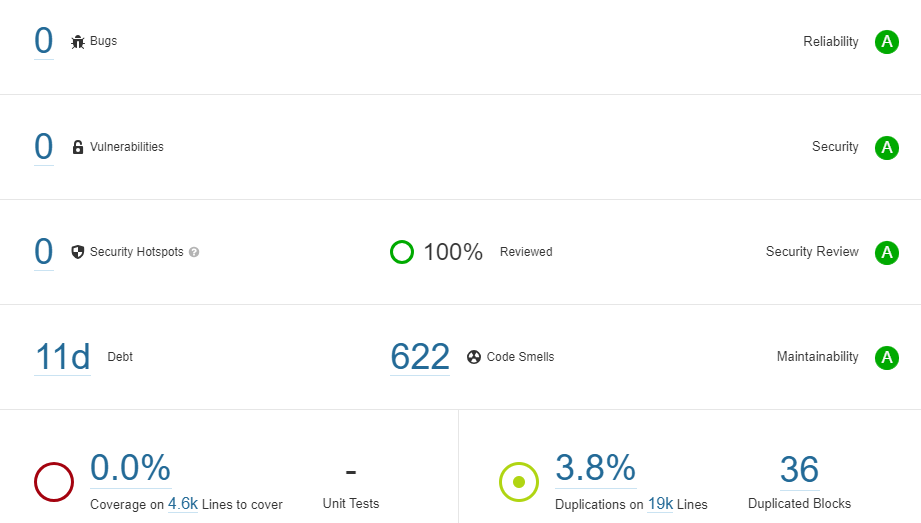 0 Bugs Reliability A
0 Vulnerabilities Security A
0 Security Hotspots ? 100% Reviewed Security Review A
11d Debt 622 Code Smells Maintainability A
0.0% - 3.8% 36
Coverage on 4.6k Lines to cover Unit Tests Duplications on 19k Lines Duplicated Blocks